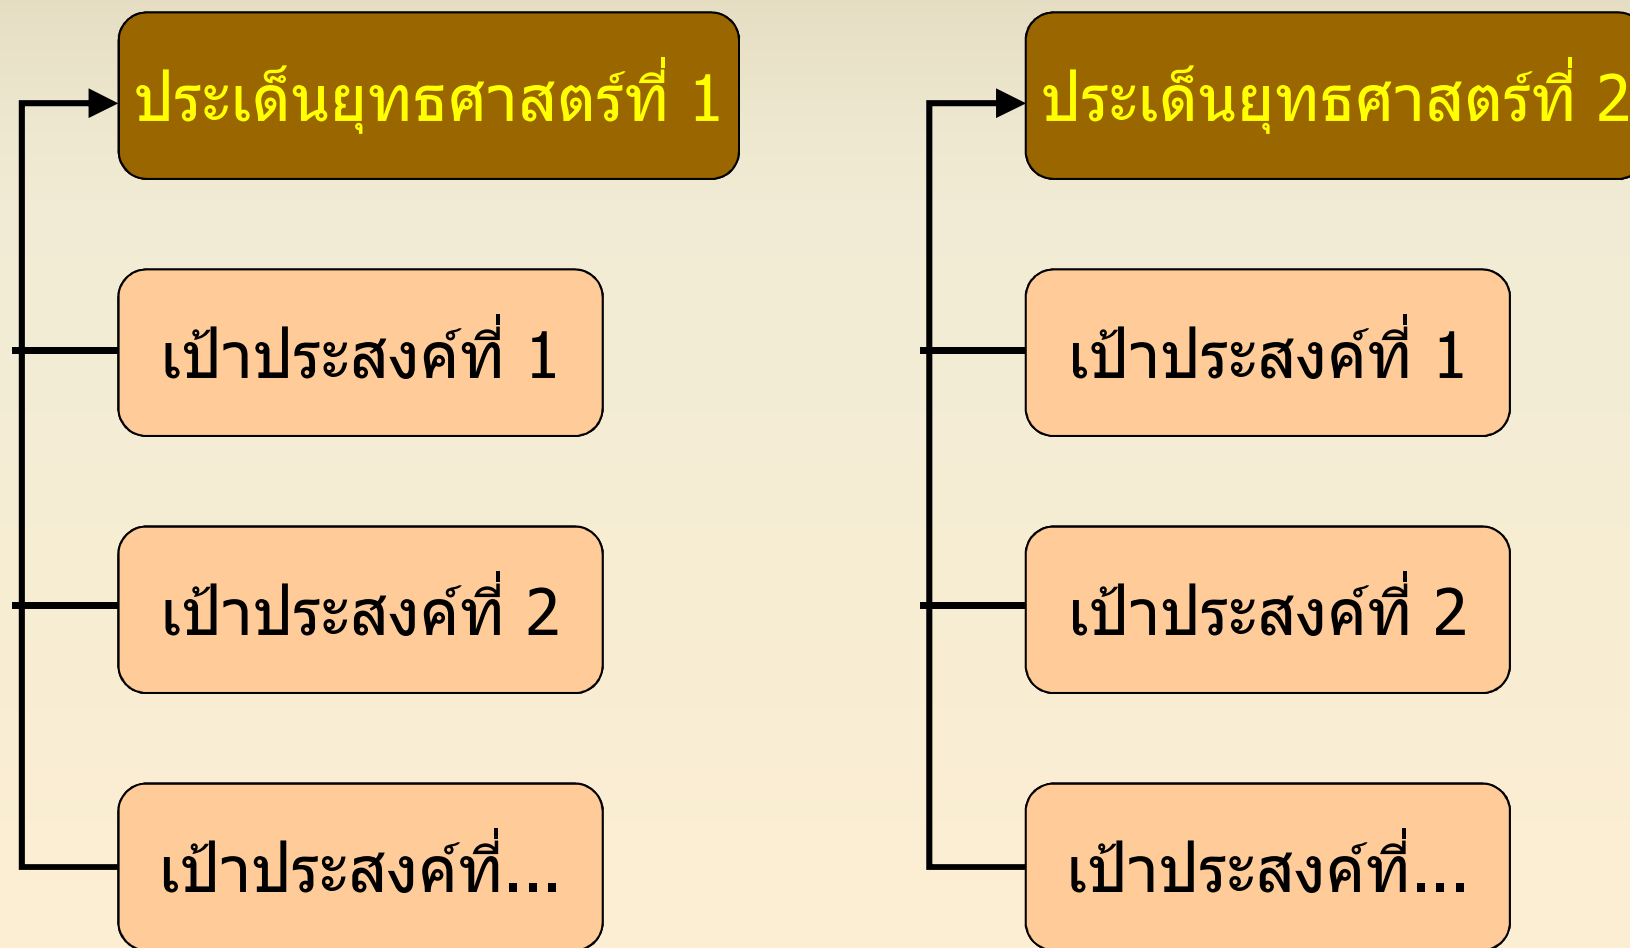 ประเด็นยุทธศาสตร์ที่ 1
เป้าประสงค์ที่ 1
เป้าประสงค์ที่ 2
เป้าประสงค์ที่...
ประเด็นยุทธศาสตร์ที่ 2
เป้าประสงค์ที่ 1
เป้าประสงค์ที่ 2
เป้าประสงค์ที่...